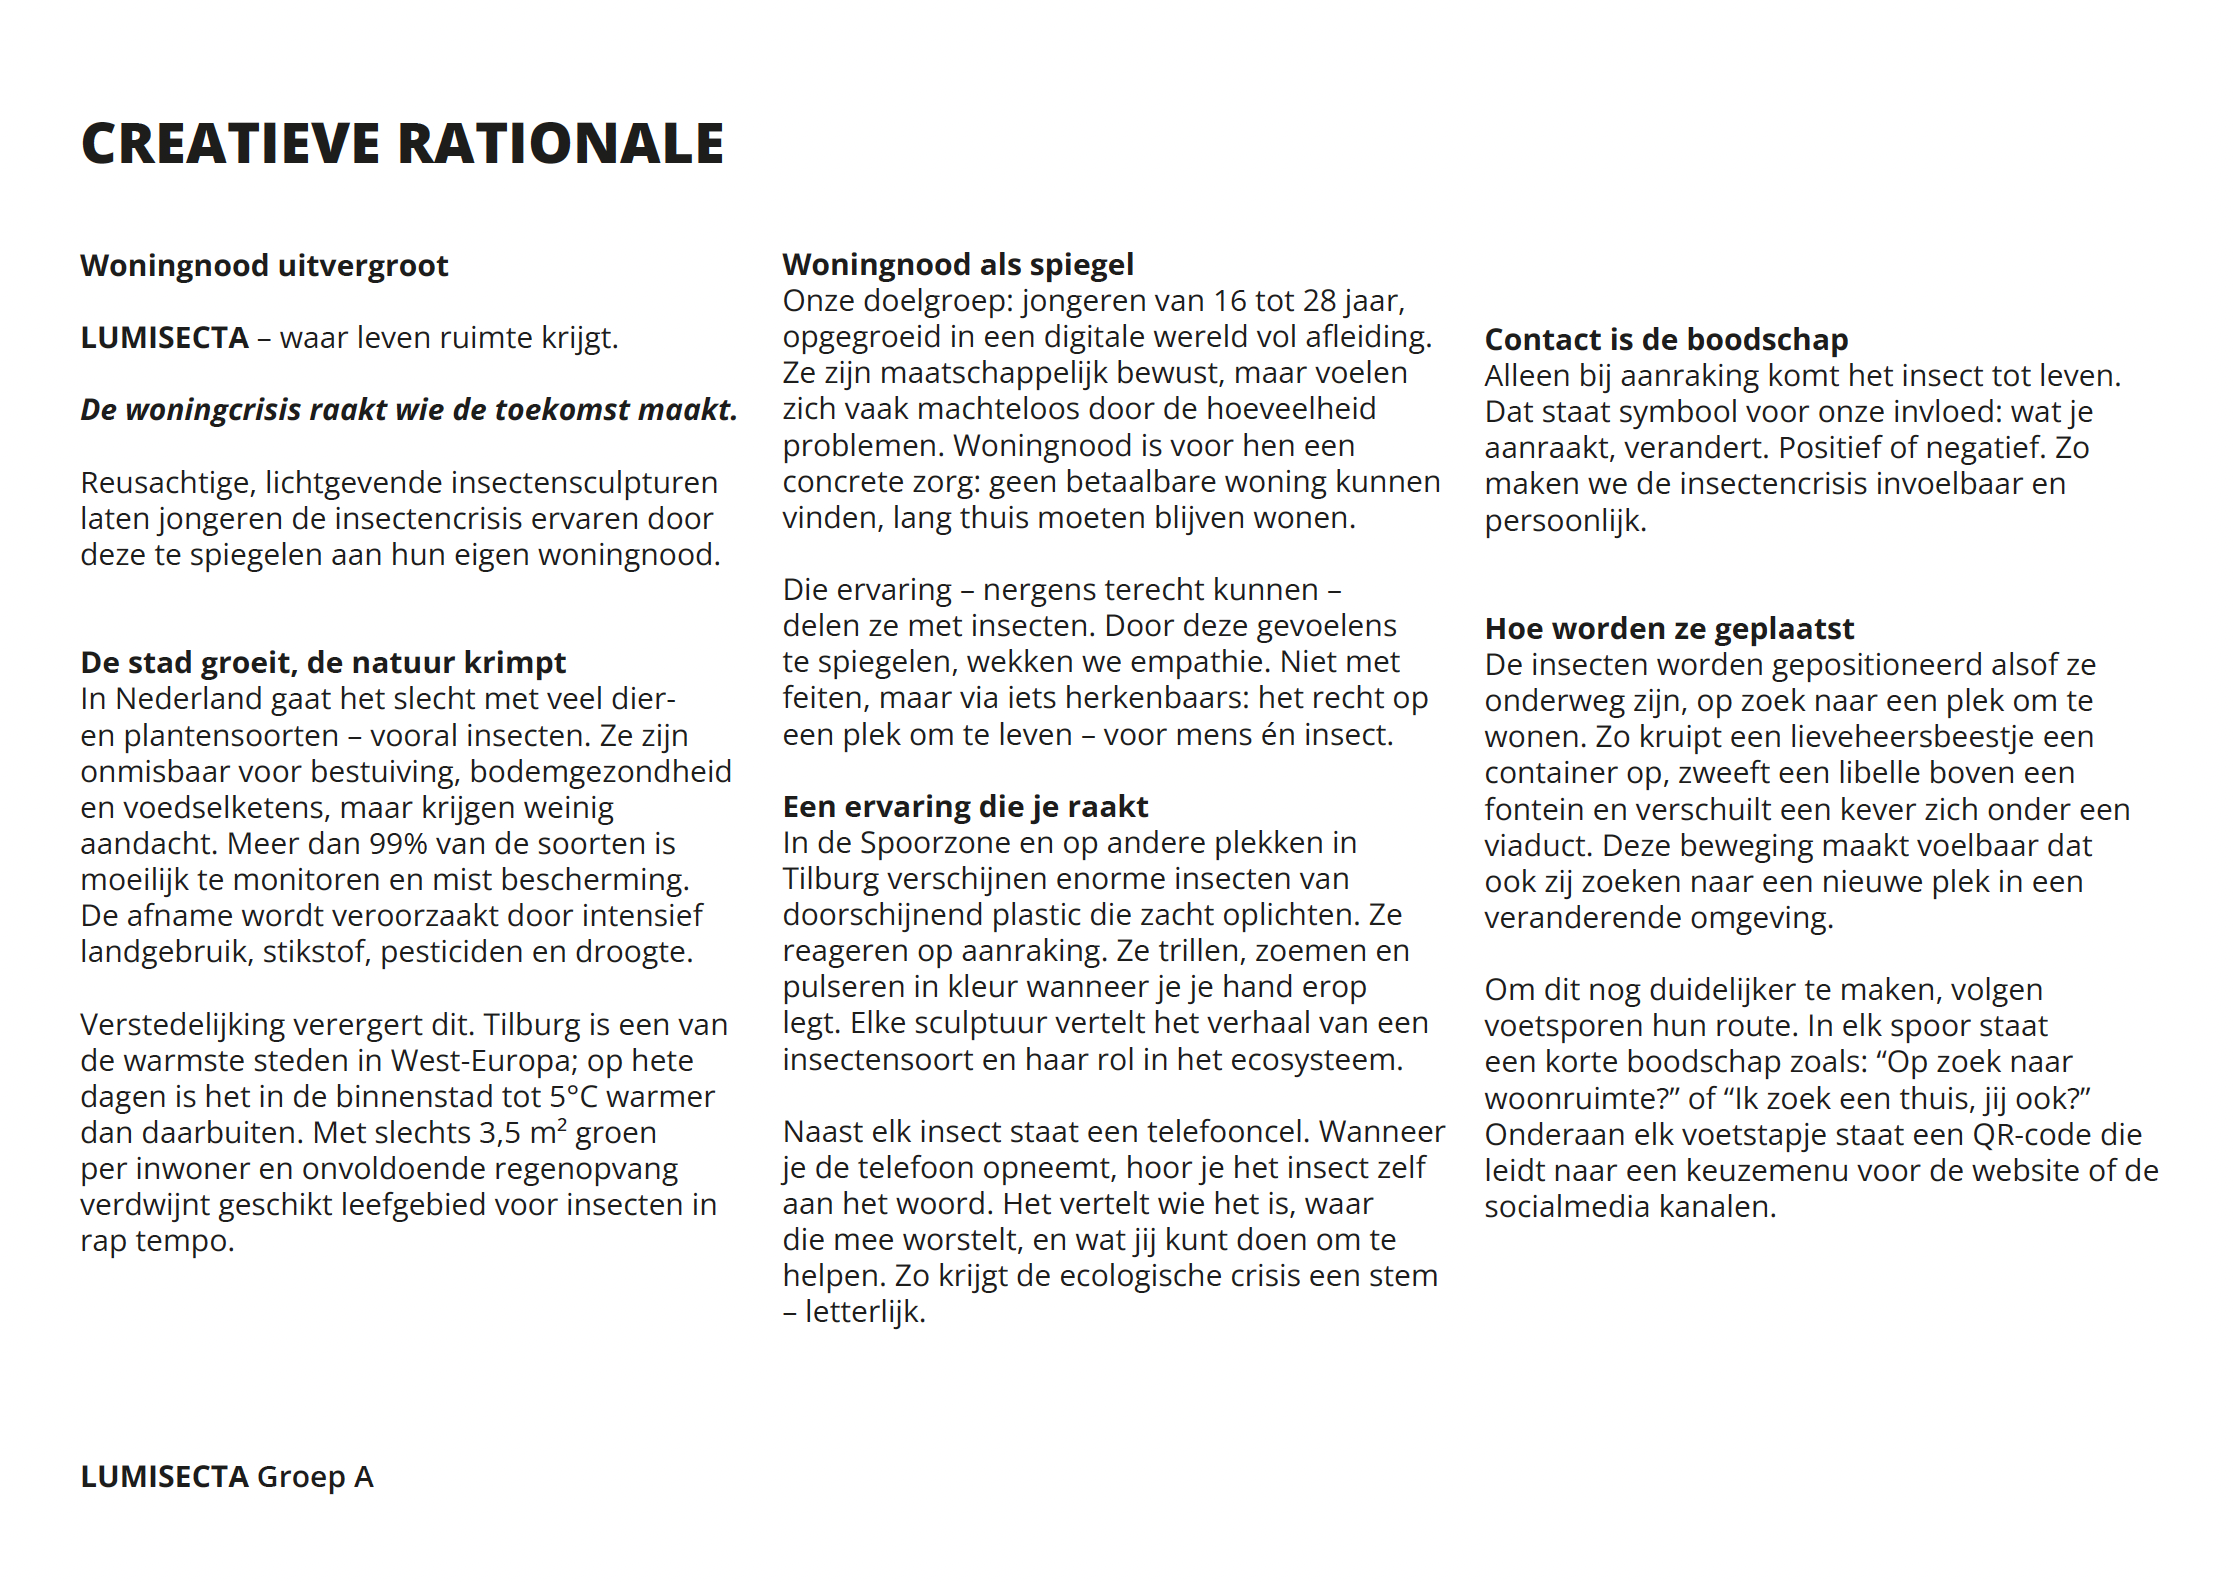 CREATIEVE RATIONALE
Woningnood uitvergroot
LUMISECTA – waar leven ruimte krijgt.
De woningcrisis raakt wie de toekomst maakt.
Reusachtige, lichtgevende insectensculpturen
laten jongeren de insectencrisis ervaren door
deze te spiegelen aan hun eigen woningnood.
De stad groeit, de natuur krimpt
In Nederland gaat het slecht met veel dier-
en plantensoorten – vooral insecten. Ze zijn
onmisbaar voor bestuiving, bodemgezondheid
en voedselketens, maar krijgen weinig
aandacht. Meer dan 99% van de soorten is
moeilijk te monitoren en mist bescherming.
De afname wordt veroorzaakt door intensief
landgebruik, stikstof, pesticiden en droogte.
Verstedelijking verergert dit. Tilburg is een van
de warmste steden in West-Europa; op hete
dagen is het in de binnenstad tot 5°C warmer
dan daarbuiten. Met slechts 3,5 m² groen
per inwoner en onvoldoende regenopvang
verdwijnt geschikt leefgebied voor insecten in
rap tempo.
Woningnood als spiegel
Onze doelgroep: jongeren van 16 tot 28 jaar,
opgegroeid in een digitale wereld vol afleiding.
Ze zijn maatschappelijk bewust, maar voelen
zich vaak machteloos door de hoeveelheid
problemen. Woningnood is voor hen een
concrete zorg: geen betaalbare woning kunnen
vinden, lang thuis moeten blijven wonen.
Die ervaring – nergens terecht kunnen –
delen ze met insecten. Door deze gevoelens
te spiegelen, wekken we empathie. Niet met
feiten, maar via iets herkenbaars: het recht op
een plek om te leven – voor mens én insect.
Een ervaring die je raakt
In de Spoorzone en op andere plekken in
Tilburg verschijnen enorme insecten van
doorschijnend plastic die zacht oplichten. Ze
reageren op aanraking. Ze trillen, zoemen en
pulseren in kleur wanneer je je hand erop
legt. Elke sculptuur vertelt het verhaal van een
insectensoort en haar rol in het ecosysteem.
Naast elk insect staat een telefooncel. Wanneer
je de telefoon opneemt, hoor je het insect zelf
aan het woord. Het vertelt wie het is, waar
die mee worstelt, en wat jij kunt doen om te
helpen. Zo krijgt de ecologische crisis een stem
– letterlijk.
Contact is de boodschap
Alleen bij aanraking komt het insect tot leven.
Dat staat symbool voor onze invloed: wat je
aanraakt, verandert. Positief of negatief. Zo
maken we de insectencrisis invoelbaar en
persoonlijk.
Hoe worden ze geplaatst
De insecten worden gepositioneerd alsof ze
onderweg zijn, op zoek naar een plek om te
wonen. Zo kruipt een lieveheersbeestje een
container op, zweeft een libelle boven een
fontein en verschuilt een kever zich onder een
viaduct. Deze beweging maakt voelbaar dat
ook zij zoeken naar een nieuwe plek in een
veranderende omgeving.
Om dit nog duidelijker te maken, volgen
voetsporen hun route. In elk spoor staat
een korte boodschap zoals: “Op zoek naar
woonruimte?” of “Ik zoek een thuis, jij ook?”
Onderaan elk voetstapje staat een QR-code die
leidt naar een keuzemenu voor de website of de
socialmedia kanalen.
LUMISECTA Groep A